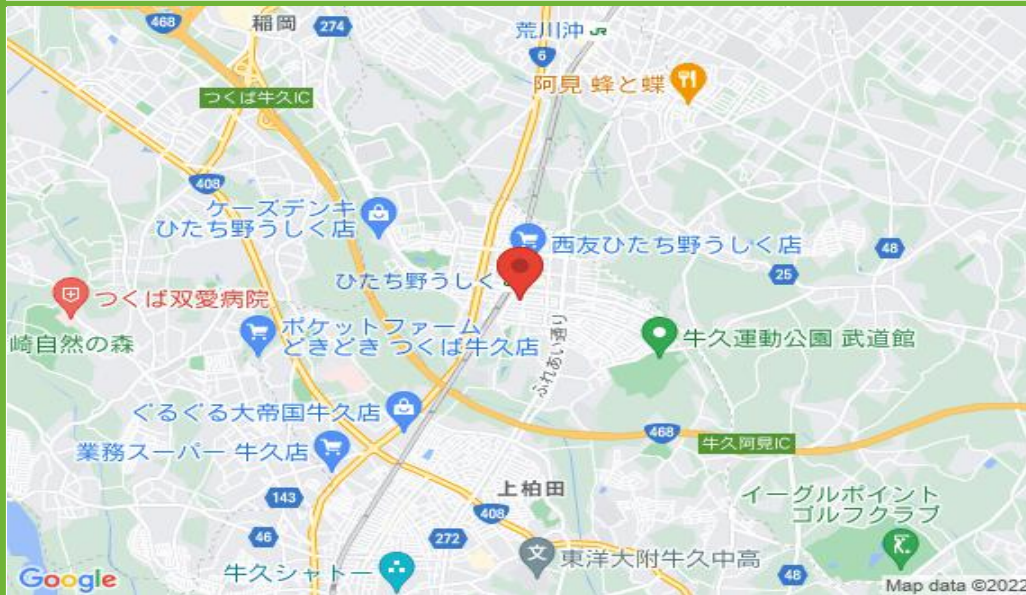 468
稲岡
274
荒川沖 JR
6
阿見 蜂と蝶
つくば牛久IC
408
ケーズデンキ
ひたち野うしく店
西友ひたち野うしく店
48
25
ひたち野うしく
つくば双愛病院
崎自然の森
ポケットファーム
どきどき つくば牛久店
ふれあい通り
牛久運動公園 武道館
ぐるぐる大帝国牛久店
業務スーパー 牛久店
468
牛久阿見IC
上柏田
143
408
イーグルポイント
ゴルフクラブ
46
272
文
東洋大附牛久中高
牛久シャトー
48
Google
Map data ©2022